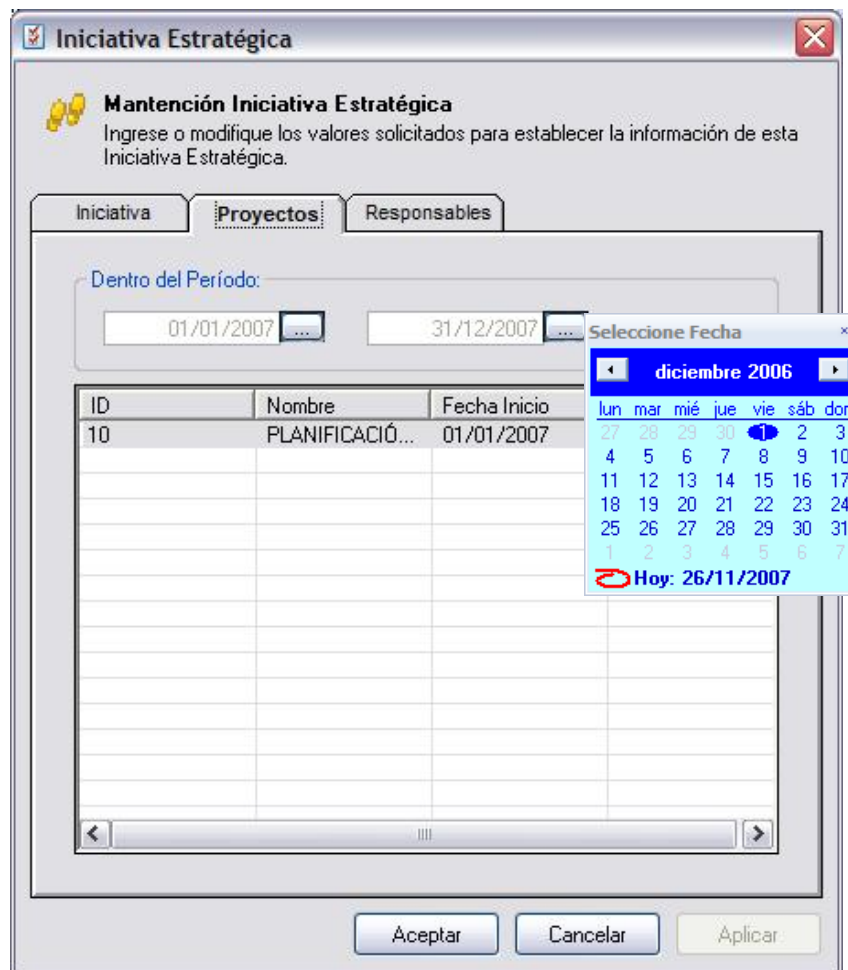 Iniciativa Estratégica
Mantención Iniciativa Estratégica
Ingrese o modifique los valores solicitados para establecer la información de esta
Iniciativa Estratégica.
Iniciativa Proyectos Responsables
Dentro del Período:
01/01/2007 ... 31/12/2007 ...
ID Nombre Fecha Inicio
10 PLANIFICACIÓ... 01/01/2007
Seleccione Fecha
diciembre 2006
lun mar mié jue vie sáb dom
27 28 29 30 1 2 3
4 5 6 7 8 9 10
11 12 13 14 15 16 17
18 19 20 21 22 23 24
25 26 27 28 29 30 31
1 2 3 4 5 6 7
Hoy: 26/11/2007
Aceptar Cancelar Aplicar